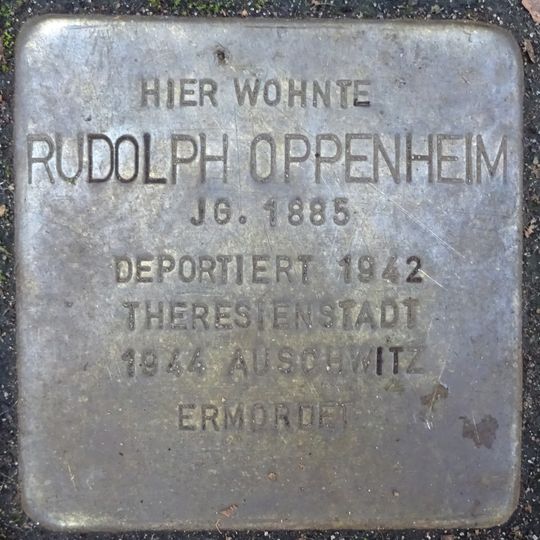 HIER WOHNTE
RUDOLPH OPPENHEIM
JG. 1885
DEPORTIERT 1942
THERESIENSTADT
1944 AUSCHWITZ
ERMORDET